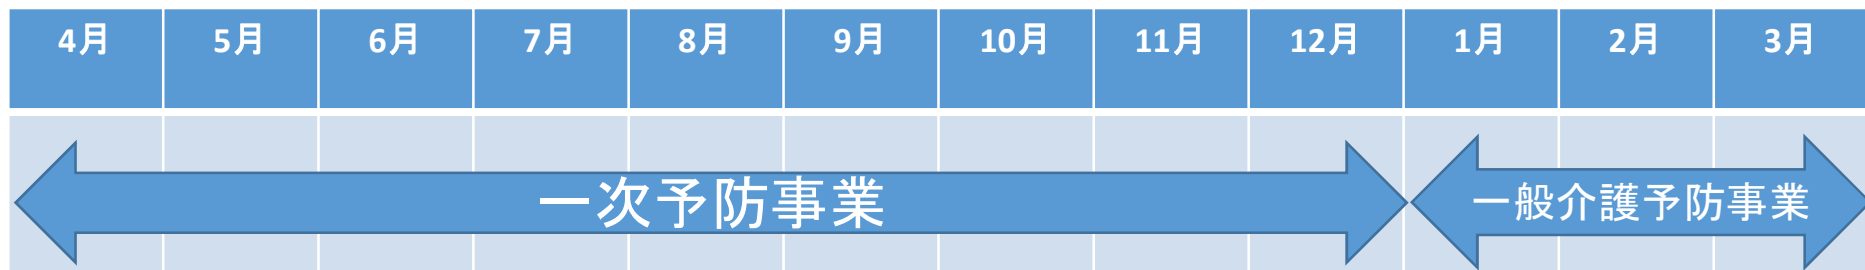 4月 5月 6月 7月 8月 9月 10月 11月 12月 1月 2月 3月
一次予防事業 一般介護予防事業